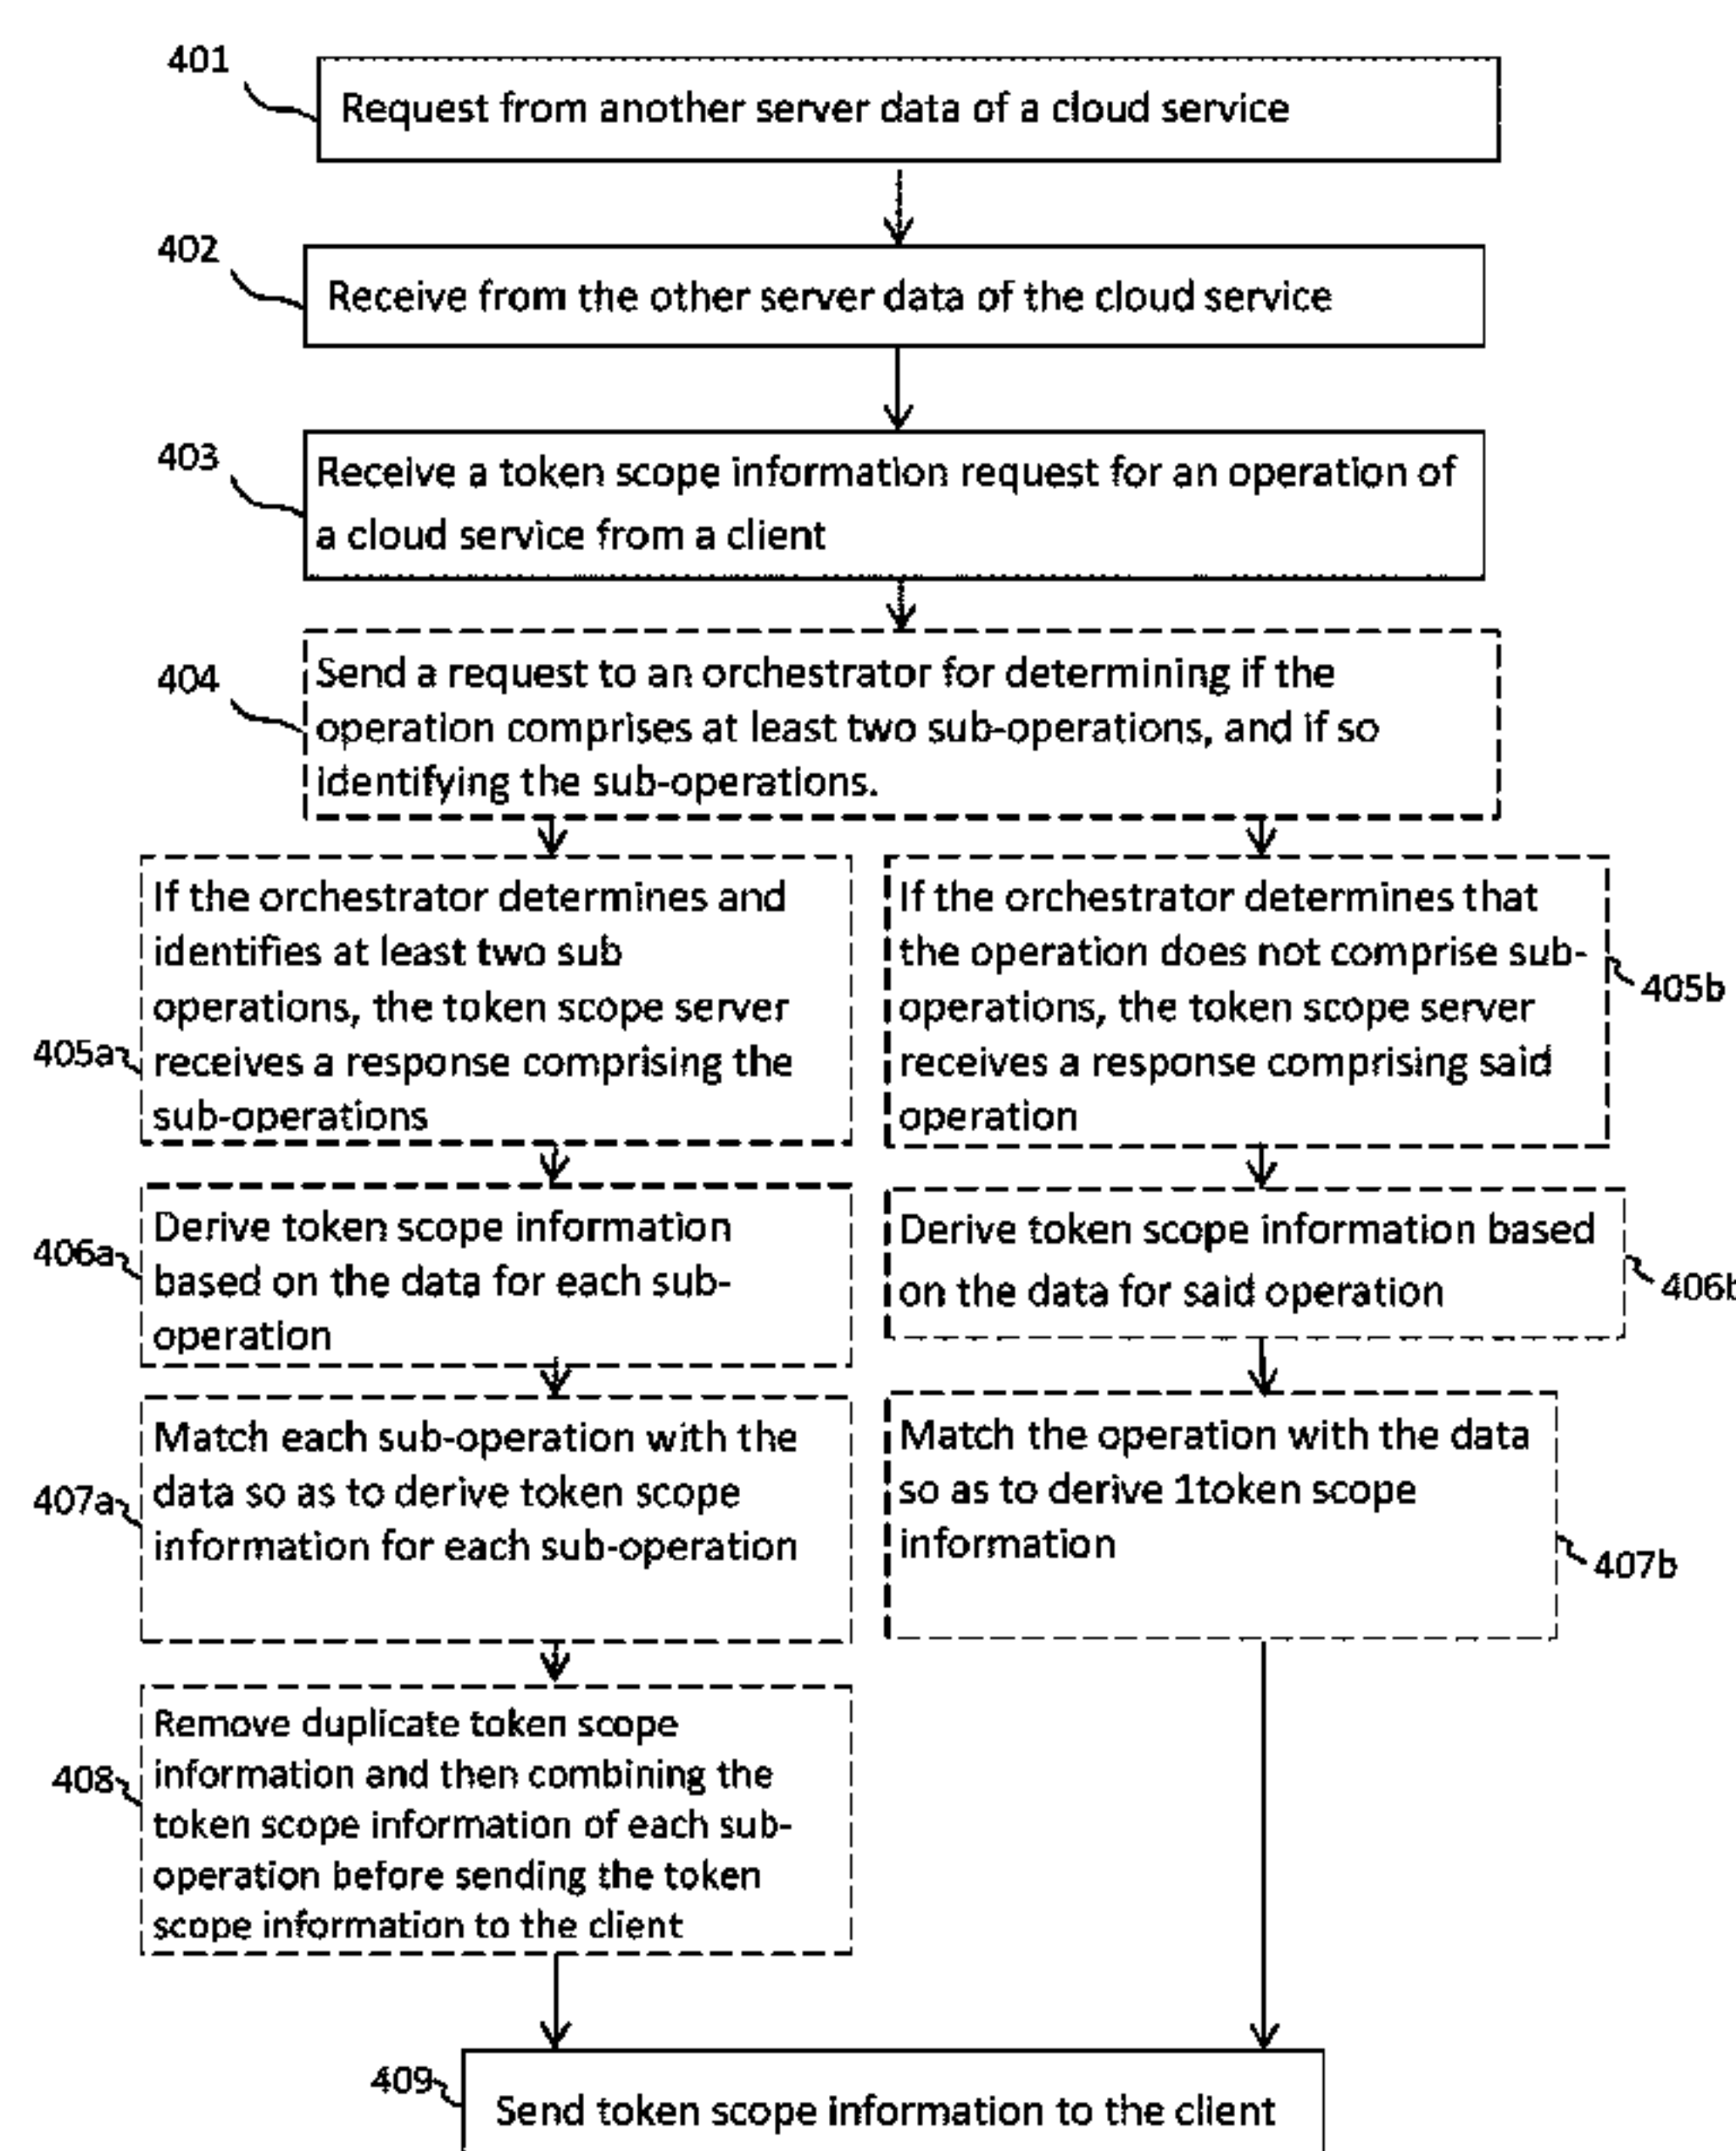 401
Request from another server data of a cloud service
402
Receive from the other server data of the cloud service
403
Receive a token scope information request for an operation of
a cloud service from a client
404
Send a request to an orchestrator for determining if the
operation comprises at least two sub-operations, and if so
identifying the sub-operations.
405a
If the orchestrator determines and
identifies at least two sub
operations, the token scope server
receives a response comprising the
sub-operations
If the orchestrator determines that
the operation does not comprise sub-
operations, the token scope server
receives a response comprising said
operation
405b
406a
Derive token scope information
based on the data for each sub-
operation
Derive token scope information based
on the data for said operation
406b
407a
Match each sub-operation with the
data so as to derive token scope
information for each sub-operation
Match the operation with the data
so as to derive 1token scope
information
407b
408
Remove duplicate token scope
information and then combining the
token scope information of each sub-
operation before sending the token
scope information to the client
409
Send token scope information to the client